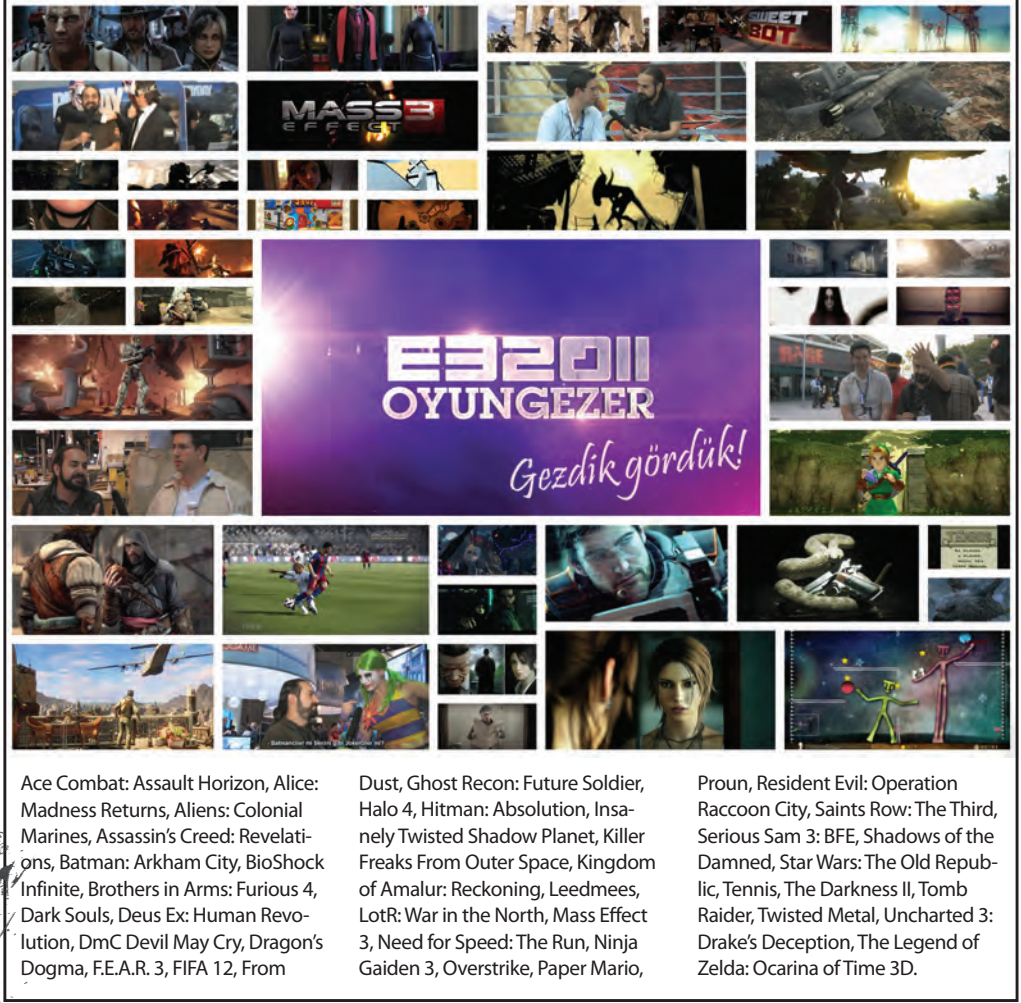 SWEET
BOT
MASS 3
EFFECT
RAGE
E3 2011
OYUNGEZER
Gezdik gördük!
Ace Combat: Assault Horizon, Alice:
Madness Returns, Aliens: Colonial
Marines, Assassin's Creed: Revelati-
ons, Batman: Arkham City, BioShock
Infinite, Brothers in Arms: Furious 4,
Dark Souls, Deus Ex: Human Revo-
lution, DmC Devil May Cry, Dragon's
Dogma, F.E.A.R. 3, FIFA 12, From
Dust, Ghost Recon: Future Soldier,
Halo 4, Hitman: Absolution, Insa-
nely Twisted Shadow Planet, Killer
Freaks From Outer Space, Kingdom
of Amalur: Reckoning, Leedmees,
LotR: War in the North, Mass Effect
3, Need for Speed: The Run, Ninja
Gaiden 3, Overstrike, Paper Mario,
Proun, Resident Evil: Operation
Raccoon City, Saints Row: The Third,
Serious Sam 3: BFE, Shadows of the
Damned, Star Wars: The Old Repub-
lic, Tennis, The Darkness II, Tomb
Raider, Twisted Metal, Uncharted 3:
Drake's Deception, The Legend of
Zelda: Ocarina of Time 3D.